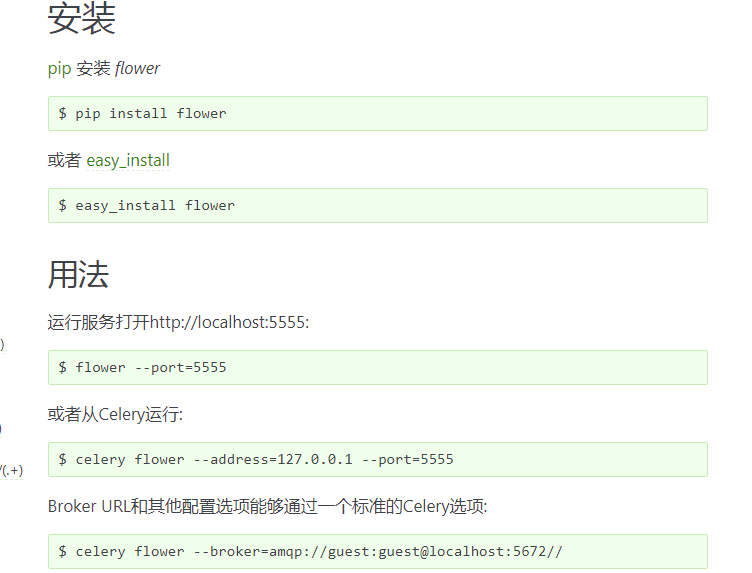 安装
pip 安装 flower
$ pip install flower
或者 easy_install
$ easy_install flower
用法
运行服务打开http://localhost:5555:
)
$ flower --port=5555
或者从Celery运行:
)
$ celery flower --address=127.0.0.1 --port=5555
/(.+)
Broker URL和其他配置选项能够通过一个标准的Celery选项:
$ celery flower --broker=amqp://guest:guest@localhost:5672//